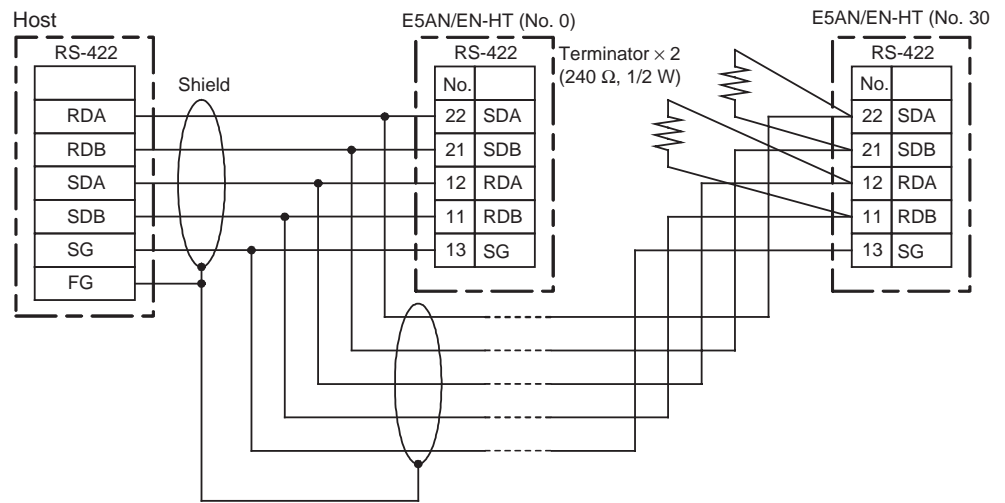 Host
RS-422
RDA
RDB
SDA
SDB
SG
FG
Shield
E5AN/EN-HT (No. 0)
RS-422
No.
22 SDA
21 SDB
12 RDA
11 RDB
13 SG
Terminator × 2
(240 Ω, 1/2 W)
E5AN/EN-HT (No. 30
RS-422
No.
22 SDA
21 SDB
12 RDA
11 RDB
13 SG